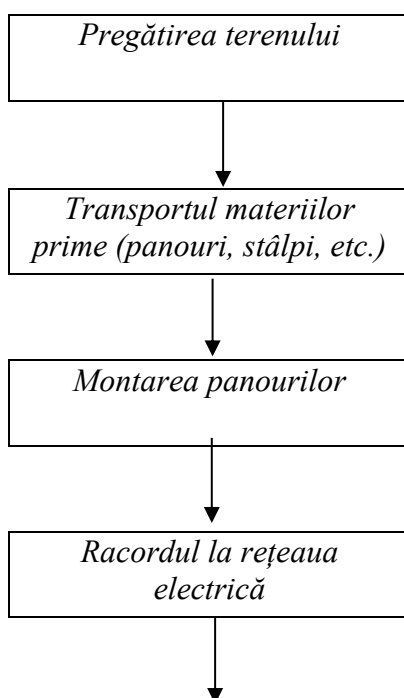 Pregătirea terenului
Transportul materiilor
prime (panouri, stâlpi, etc.)
Montarea panourilor
Racordul la rețeaua
electrică